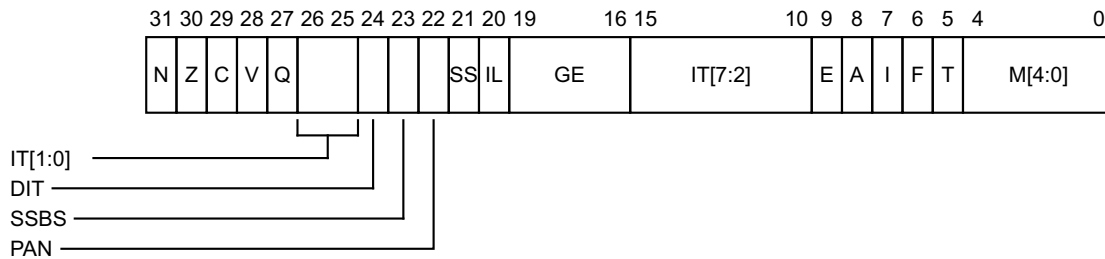 31 30 29 28 27 26 25 24 23 22 21 20 19 16 15 10 9 8 7 6 5 4 0
N Z C V Q SS IL GE IT[7:2] E A I F T M[4:0]
IT[1:0]
DIT
SSBS
PAN